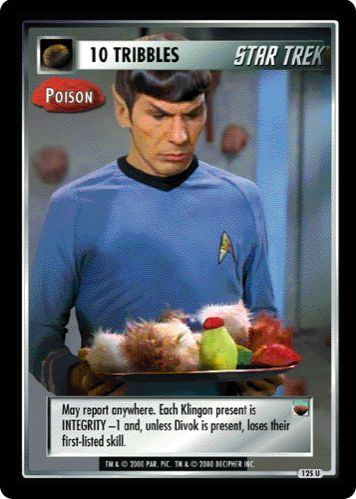 10 TRIBBLES
STAR TREK
POISON
May report anywhere. Each Klingon present is
INTEGRITY –1 and, unless Divok is present, loses their
first-listed skill.
125 U
TM & © 2000 PAR. PIC. TM & © 2000 DECIPHER INC.